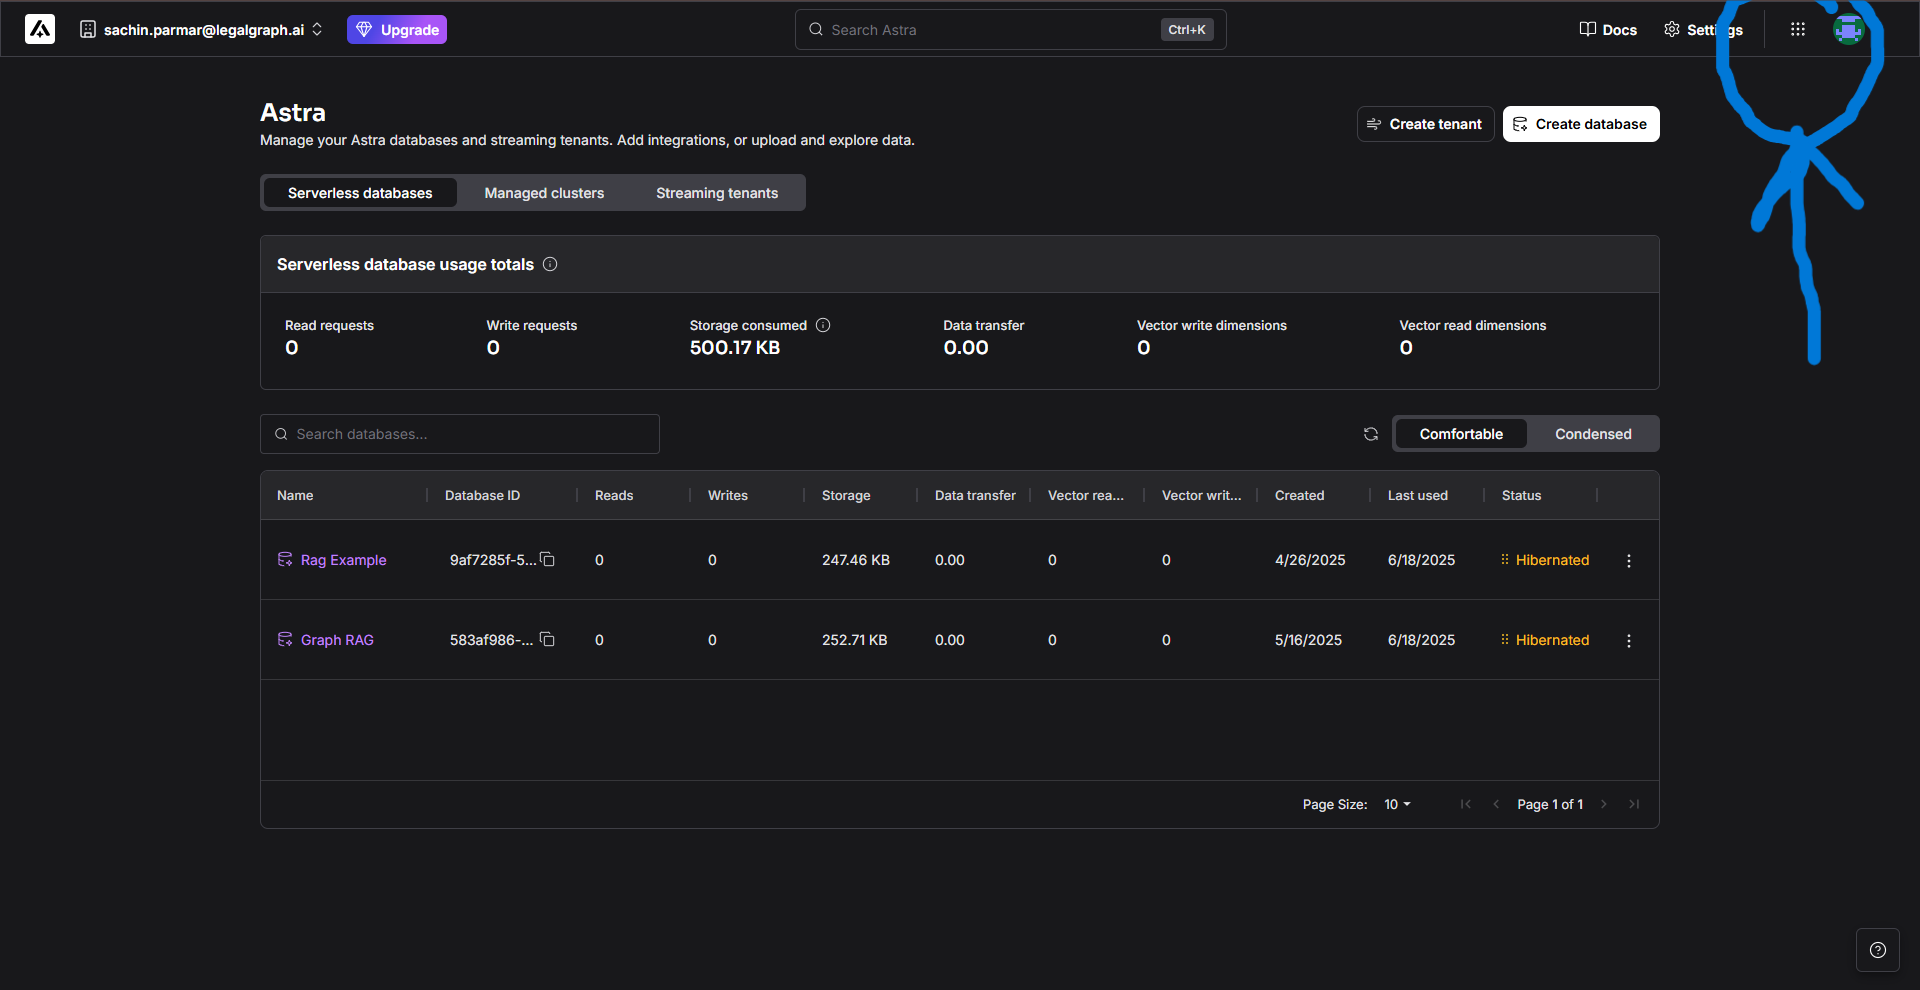 sachin.parmar@legalgraph.ai Upgrade Search Astra Ctrl+K Docs Settings
Astra
Manage your Astra databases and streaming tenants. Add integrations, or upload and explore data.
Create tenant Create database
Serverless databases Managed clusters Streaming tenants
Serverless database usage totals
Read requests Write requests Storage consumed Data transfer Vector write dimensions Vector read dimensions
0 0 500.17 KB 0.00 0 0
Search databases... Comfortable Condensed
Name Database ID Reads Writes Storage Data transfer Vector rea... Vector writ... Created Last used Status
Rag Example 9af7285f-5... 0 0 247.46 KB 0.00 0 0 4/26/2025 6/18/2025 Hibernated
Graph RAG 583af986-... 0 0 252.71 KB 0.00 0 0 5/16/2025 6/18/2025 Hibernated
Page Size: 10 Page 1 of 1